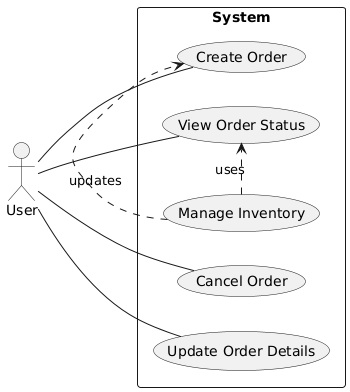 System
Create Order
View Order Status
uses
updates
Manage Inventory
User
Cancel Order
Update Order Details